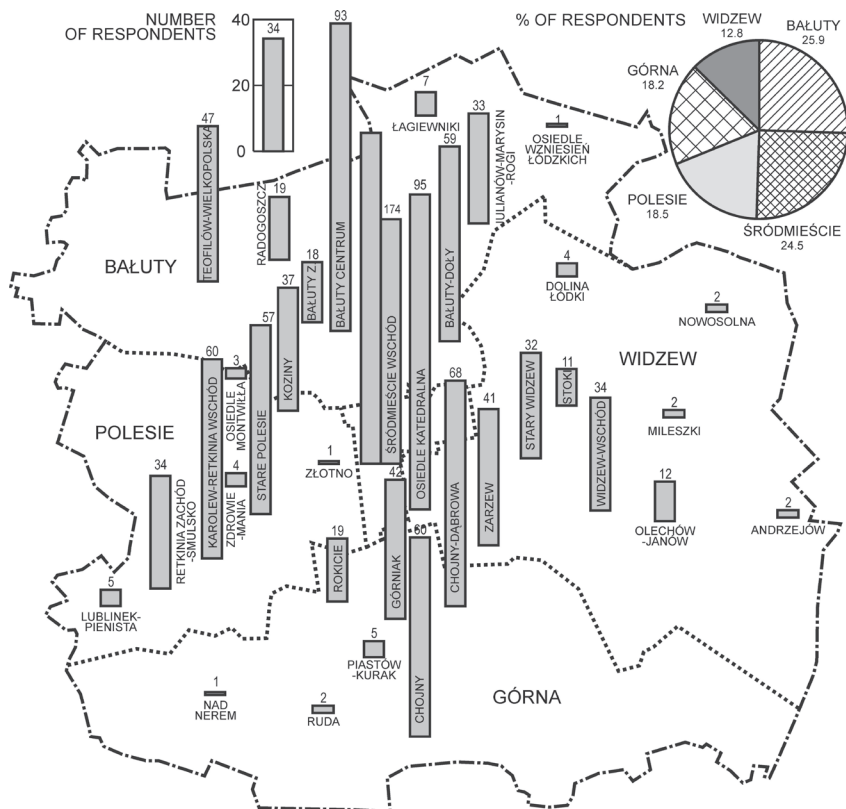 NUMBER
OF RESPONDENTS
40
20
0
34
93
% OF RESPONDENTS
WIDZEW
12.8
BAŁUTY
25.9
GÓRNA
18.2
POLESIE
18.5
ŚRÓDMIEŚCIE
24.5
47
TEOFILÓW-WIELKOPOLSKA
19
RADOGOSZCZ
18
BAŁUTY Z
BAŁUTY CENTRUM
7
ŁAGIEWNIKI
33
JULIANÓW-MARYSIN
-ROGI
1
OSIEDLE
WZNIESIEŃ
ŁÓDZKICH
59
BAŁUTY-DOŁY
95
OSIEDLE KATEDRALNA
174
ŚRÓDMIEŚCIE WSCHÓD
BAŁUTY
37
KOZINY
57
STARE POLESIE
4
DOLINA
ŁÓDKI
2
NOWOSOLNA
WIDZEW
60
KAROLEW-RETKINIA WSCHÓD
3
OSIEDLE
MONTWIŁŁA
32
STARY WIDZEW
11
STOKI
34
WIDZEW-WSCHÓD
2
MILESZKI
POLESIE
34
RETKINIA ZACHÓD
-SMULSKO
4
ZDROWIE
-MANIA
1
ZŁOTNO
68
CHOJNY-DĄBROWA
41
ZARZEW
12
OLECHÓW
-JANÓW
2
ANDRZEJÓW
42
GÓRNIAK
60
CHOJNY
19
ROKICIE
5
LUBLINEK-
PIENISTA
5
PIASTÓW
-KURAK
GÓRNA
1
NAD
NEREM
2
RUDA